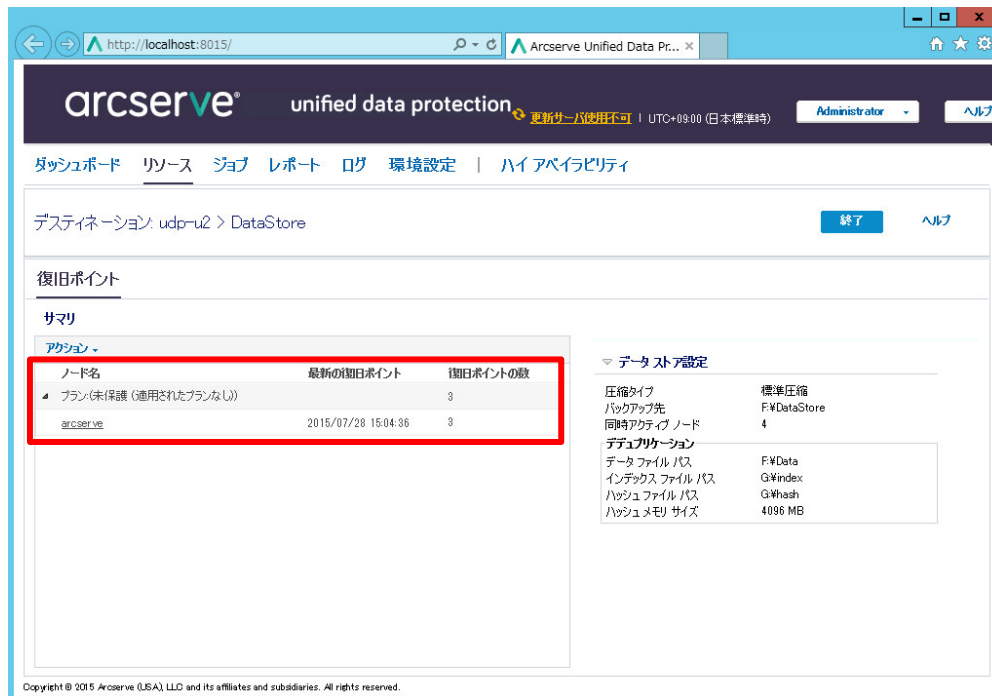 http://localhost:8015/
Arcserve Unified Data Pr... ×
arcserve® unified data protection 更新サーバ使用不可 | UTC+09:00 (日本標準時) Administrator ヘルプ
ダッシュボード リソース ジョブ レポート ログ 環境設定 | ハイ アベイラビリティ
デスティネーション: udp-u2 > DataStore 終了 ヘルプ
復旧ポイント
サマリ
アクション
ノード名 最新の復旧ポイント 復旧ポイントの数
プラン:(未保護 (適用されたプランなし)) 3
arcserve 2015/07/28 15:04:36 3
データ ストア設定
圧縮タイプ 標準圧縮
バックアップ先 F:¥DataStore
同時アクティブ ノード 4
デデュプリケーション
データ ファイル パス F:¥Data
インデックス ファイル パス G:¥index
ハッシュ ファイル パス G:¥hash
ハッシュ メモリ サイズ 4096 MB
Copyright © 2015 Arcserve (USA), LLC and its affiliates and subsidiaries. All rights reserved.